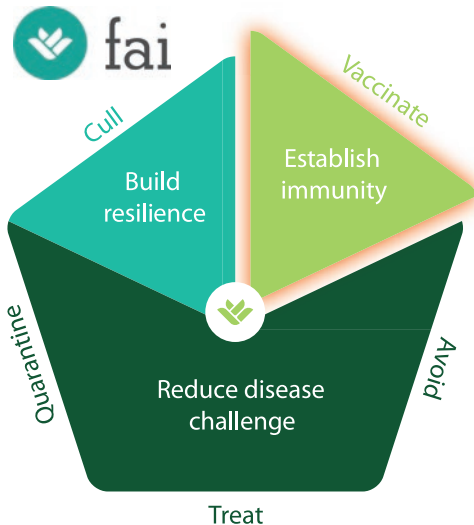 fai
Cull
Vaccinate
Build
resilience
Establish
immunity
Quarantine
Avoid
Reduce disease
challenge
Treat